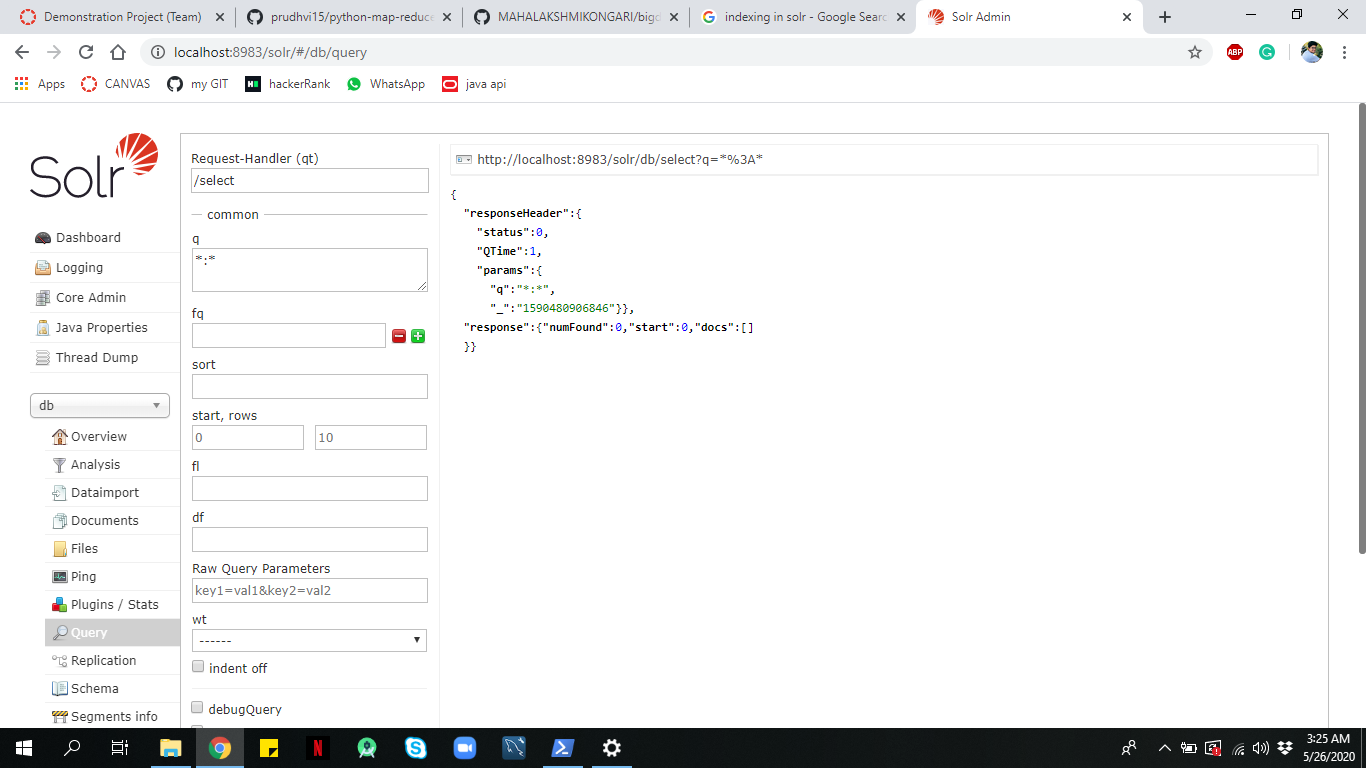 Demonstration Project (Team)
prudhvi15/python-map-reduce
MAHALAKSHMIKONGARI/bigd
indexing in solr - Google Searc
Solr Admin
localhost:8983/solr/#/db/query
ABP
Apps
CANVAS
my GIT
hackerRank
WhatsApp
java api
Solr
Dashboard
Logging
Core Admin
Java Properties
Thread Dump
db
Overview
Analysis
Dataimport
Documents
Files
Ping
Plugins / Stats
Query
Replication
Schema
Segments info
Request-Handler (qt)
/select
common
q
*:*
fq
sort
start, rows
0
10
fl
df
Raw Query Parameters
key1=val1&key2=val2
wt
------
indent off
debugQuery
http://localhost:8983/solr/db/select?q=*%3A*
{
"responseHeader":{
"status":0,
"QTime":1,
"params":{
"q":"*:*",
"_":"1590480906846"}},
"response":{"numFound":0,"start":0,"docs":[]
}}
3:25 AM
5/26/2020